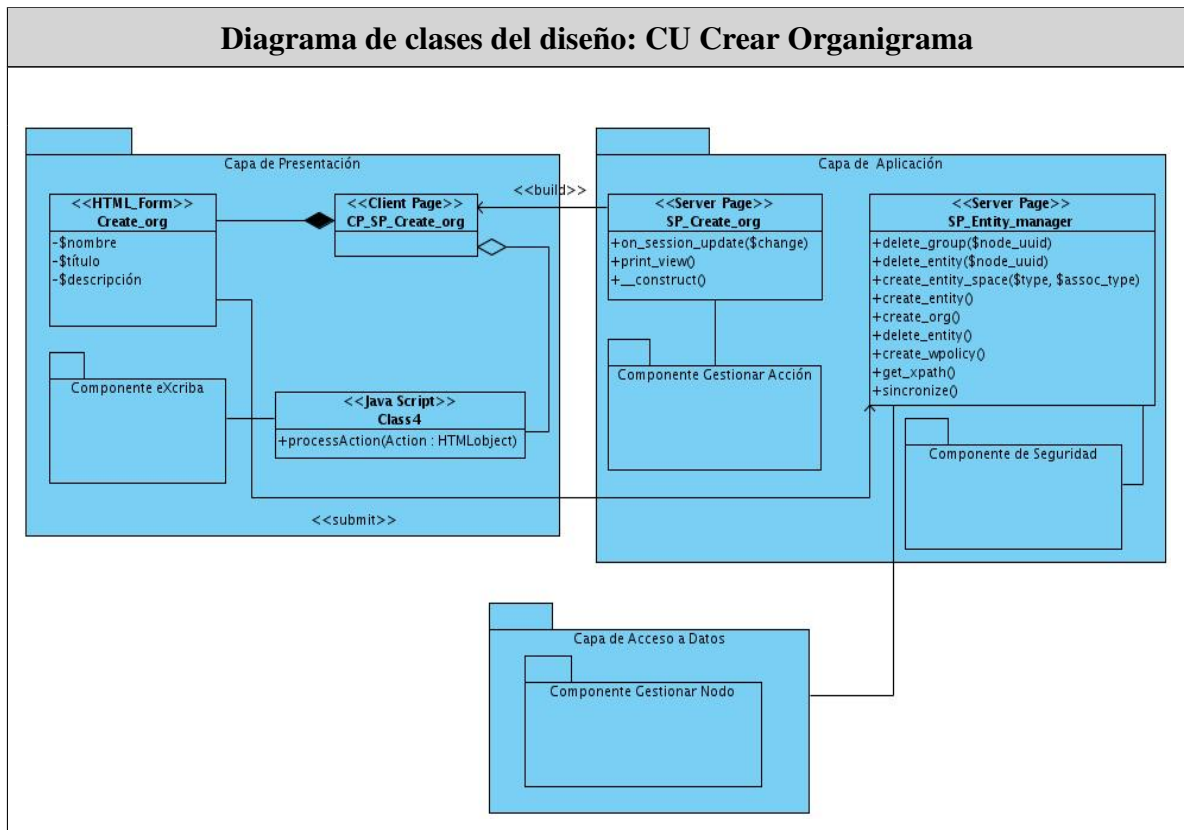 Diagrama de clases del diseño: CU Crear Organigrama
Capa de Presentación
<<HTML_Form>>
Create_org
-$nombre
-$título
-$descripción
<<Client Page>>
CP_SP_Create_org
Componente eXcriba
<<Java Script>>
Class4
+processAction(Action : HTMLobject)
<<submit>>
<<build>>
Capa de Aplicación
<<Server Page>>
SP_Create_org
+on_session_update($change)
+print_view()
+__construct()
Componente Gestionar Acción
<<Server Page>>
SP_Entity_manager
+delete_group($node_uuid)
+delete_entity($node_uuid)
+create_entity_space($type, $assoc_type)
+create_entity()
+create_org()
+delete_entity()
+create_wpolicy()
+get_xpath()
+sincronize()
Componente de Seguridad
Capa de Acceso a Datos
Componente Gestionar Nodo